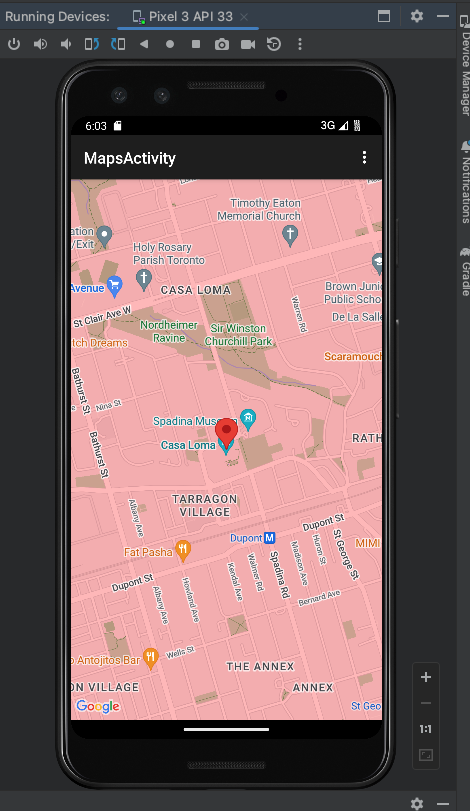 Running Devices: Pixel 3 API 33
Device Manager
Notifications
Gradle
6:03
3G
MapsActivity
Timothy Eaton
Memorial Church
ation
/Exit
Holy Rosary
Parish Toronto
Avenue
CASA LOMA
Brown Juni
Public Schoo
St Clair Ave W
Warren Rd
De La Salle
Nordheimer
Ravine
Sir Winston
Churchill Park
tch Dreams
Scaramouch
Bathurst St
Nina St
Spadina Museum
Casa Loma
Bathurst St
RATH
TARRAGON
VILLAGE
Albany Ave
Dupont St
Dupont M
Fat Pasha
MIMI
Huron St
St George St
Madison Ave
Spadina Rd
Walmer Rd
Kendal Ave
Dupont St
Howland Ave
Albany Ave
Bernard Ave
Wells St
o Antojitos Bar
THE ANNEX
ON VILLAGE
ANNEX
Google
St Geo
1:1